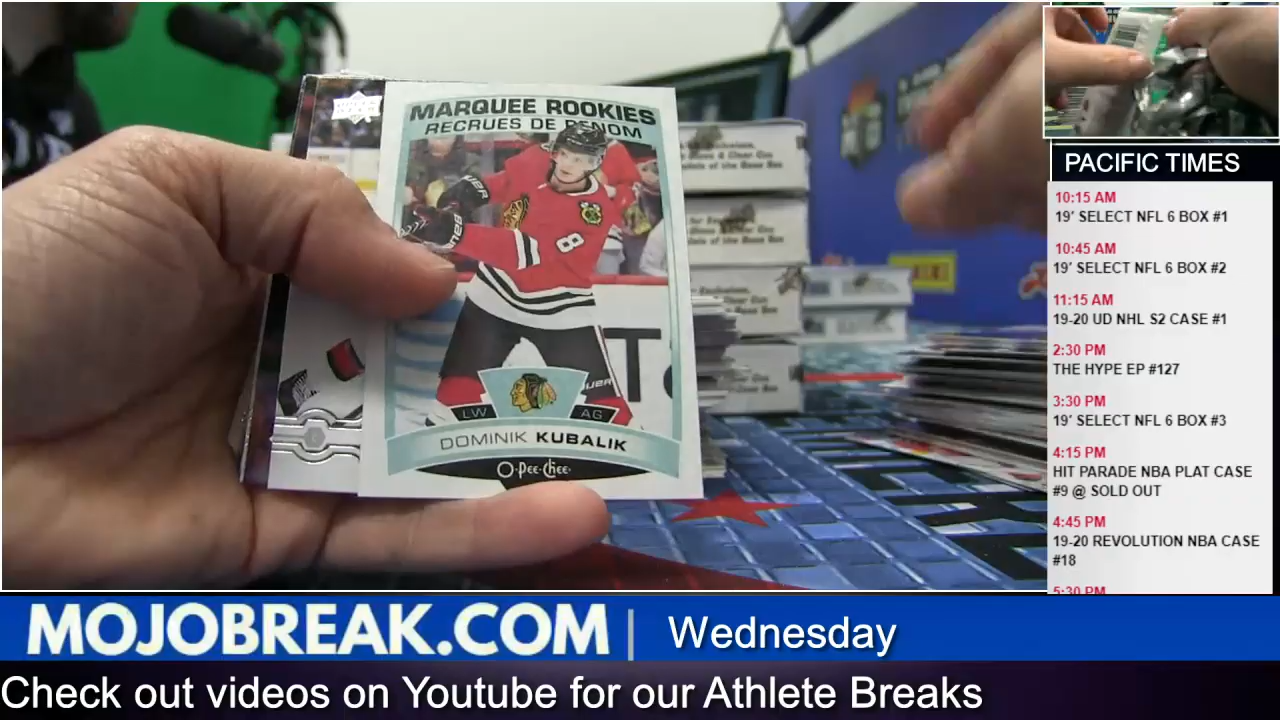 MARQUEE ROOKIES
RECRUES DE RENOM
8
LW
AG
DOMINIK KUBALIK
O-Pee-Chee
PACIFIC TIMES
10:15 AM
19' SELECT NFL 6 BOX #1
10:45 AM
19' SELECT NFL 6 BOX #2
11:15 AM
19-20 UD NHL S2 CASE #1
2:30 PM
THE HYPE EP #127
3:30 PM
19' SELECT NFL 6 BOX #3
4:15 PM
HIT PARADE NBA PLAT CASE
#9 @ SOLD OUT
4:45 PM
19-20 REVOLUTION NBA CASE
#18
5:30 PM
MOJOBREAK.COM | Wednesday
Check out videos on Youtube for our Athlete Breaks